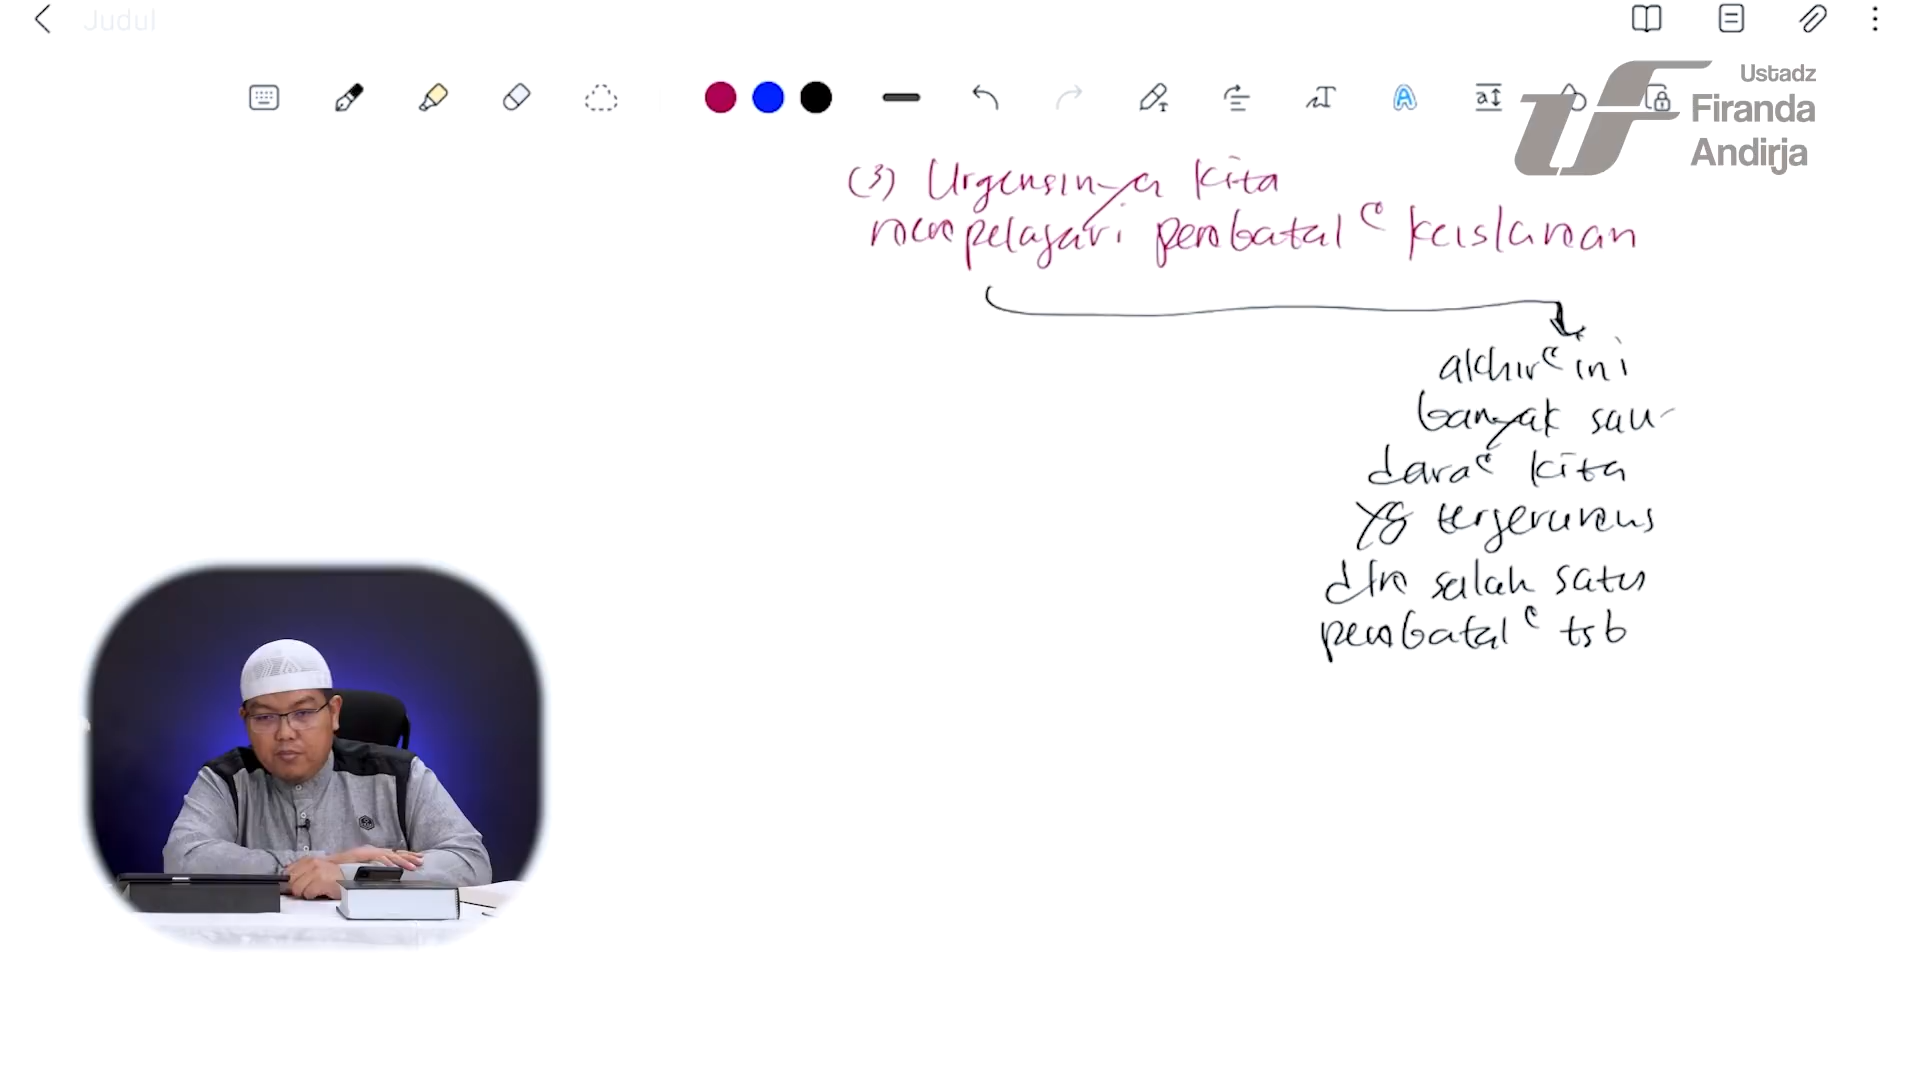 Judul
Ustadz
Firanda
Andirja
(3) Urgensinya kita
mempelajari pembatal² keislaman
akhir² ini
banyak sau-
dara² kita
yg terjerumus
dlm salah satu
pembatal² tsb